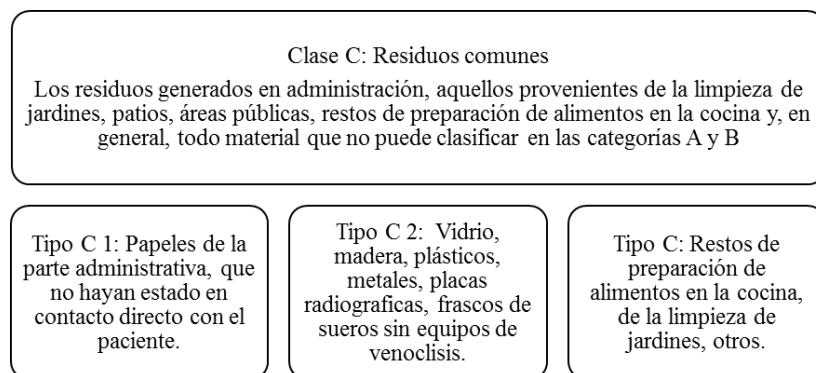 Clase C: Residuos comunes
Los residuos generados en administración, aquellos provenientes de la limpieza de
jardines, patios, áreas públicas, restos de preparación de alimentos en la cocina y, en
general, todo material que no puede clasificar en las categorías A y B
Tipo C 1: Papeles de la
parte administrativa, que
no hayan estado en
contacto directo con el
paciente.
Tipo C 2: Vidrio,
madera, plásticos,
metales, placas
radiograficas, frascos de
sueros sin equipos de
venoclisis.
Tipo C: Restos de
preparación de
alimentos en la cocina,
de la limpieza de
jardines, otros.